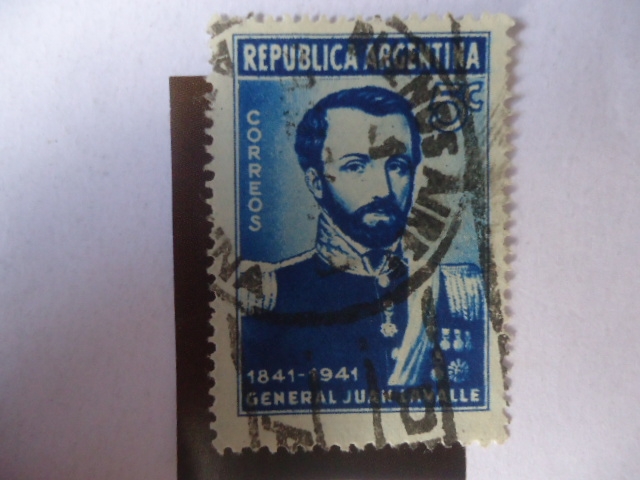 REPUBLICA ARGENTINA
5c
CORREOS
1841-1941
GENERAL JUAN LAVALLE